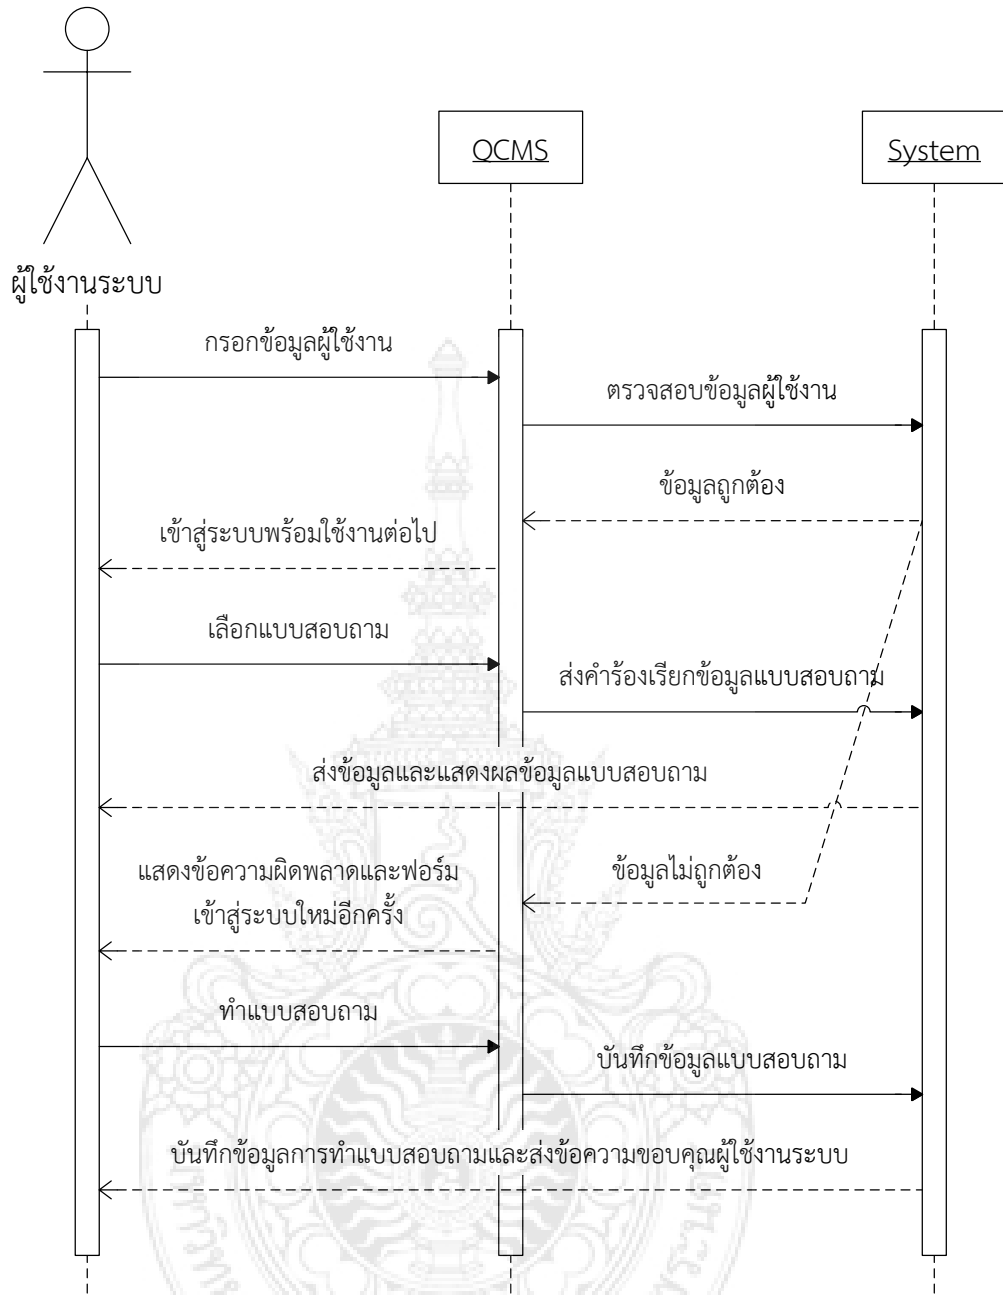 QCMS
System
ผู้ใช้งานระบบ
กรอกข้อมูลผู้ใช้งาน
ตรวจสอบข้อมูลผู้ใช้งาน
ข้อมูลถูกต้อง
เข้าสู่ระบบพร้อมใช้งานต่อไป
เลือกแบบสอบถาม
ส่งคำร้องเรียกข้อมูลแบบสอบถาม
ส่งข้อมูลและแสดงผลข้อมูลแบบสอบถาม
แสดงข้อความผิดพลาดและฟอร์ม
เข้าสู่ระบบใหม่อีกครั้ง
ข้อมูลไม่ถูกต้อง
ทำแบบสอบถาม
บันทึกข้อมูลแบบสอบถาม
บันทึกข้อมูลการทำแบบสอบถามและส่งข้อความขอบคุณผู้ใช้งานระบบ